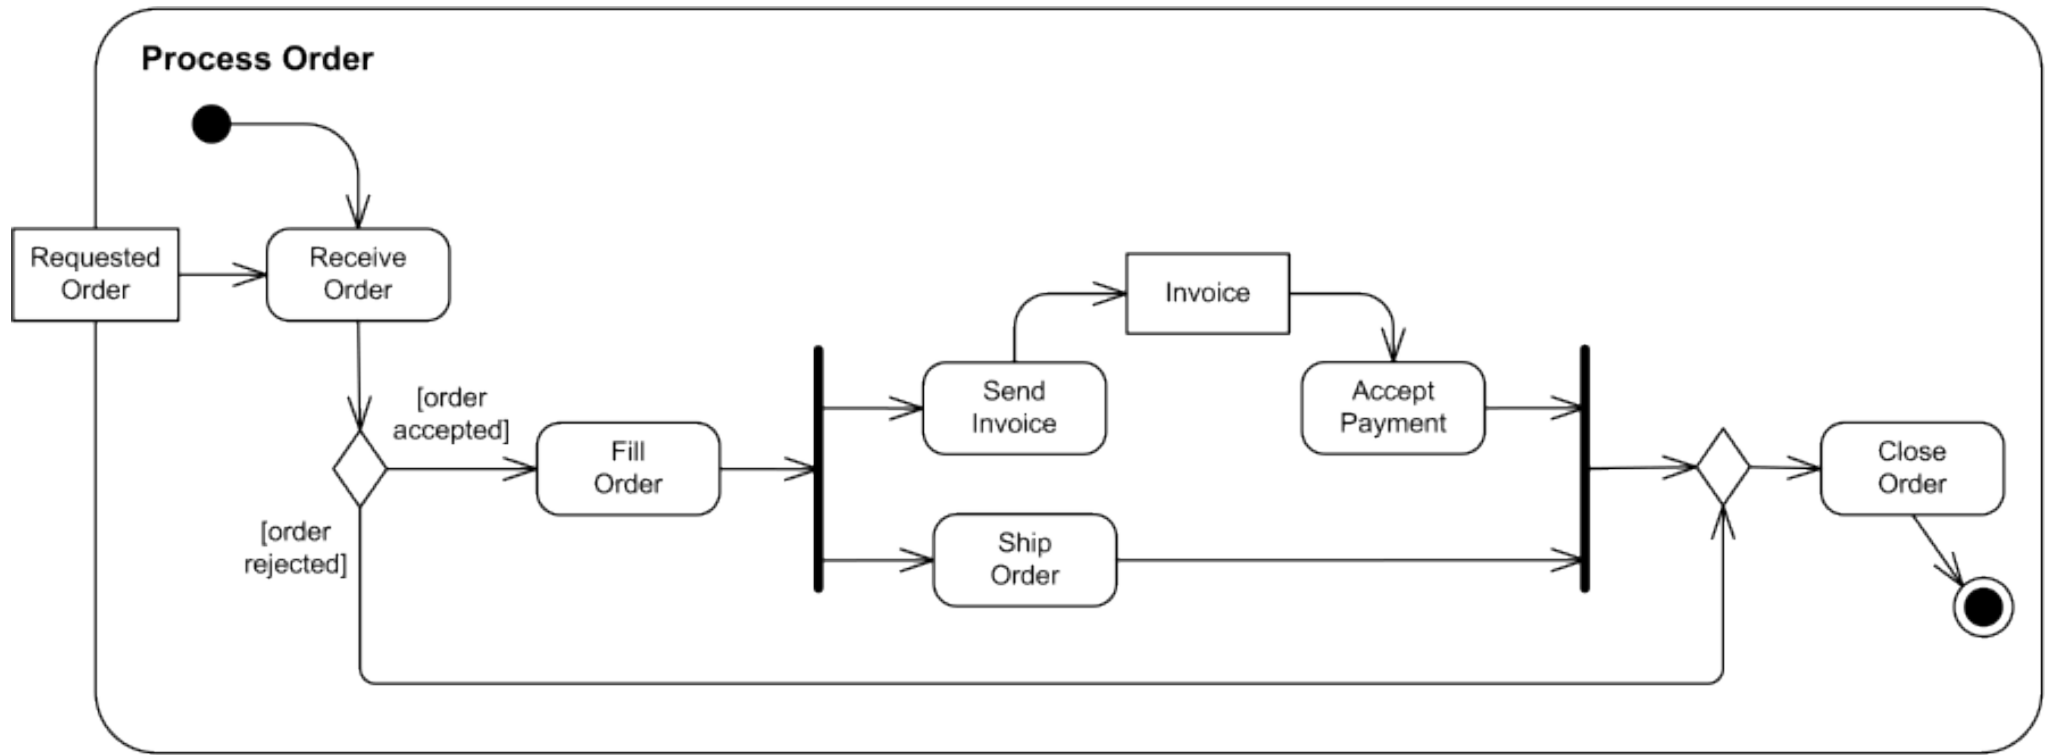 Process Order
Requested
Order
Receive
Order
[order
accepted]
[order
rejected]
Fill
Order
Send
Invoice
Invoice
Accept
Payment
Ship
Order
Close
Order